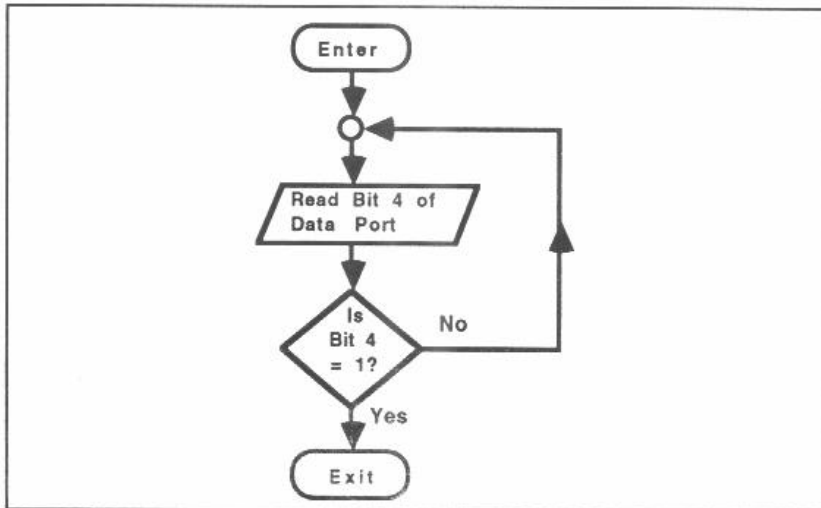 Enter
Read Bit 4 of
Data Port
Is
Bit 4
= 1?
No
Yes
Exit